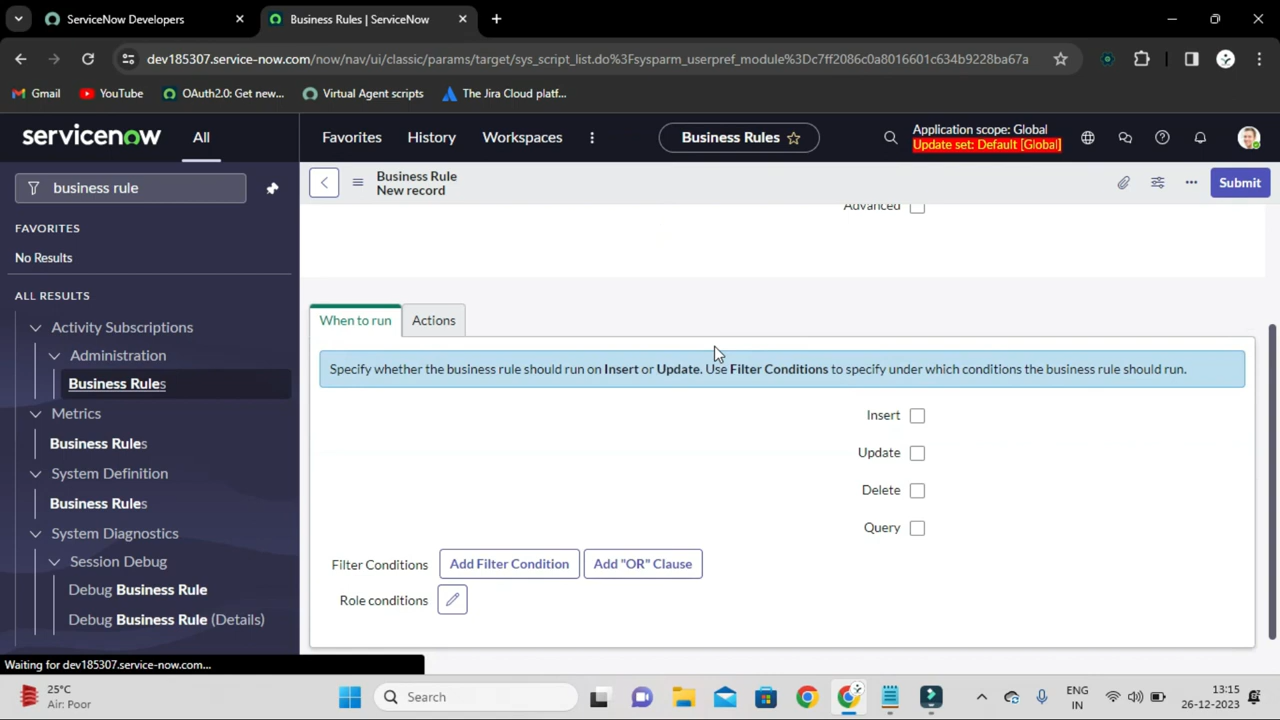 ServiceNow Developers
Business Rules | ServiceNow
dev185307.service-now.com/now/nav/ui/classic/params/target/sys_script_list.do%3Fsysparm_userpref_module%3Dc7ff2086c0a8016601c634b9228ba67a
Gmail
YouTube
OAuth2.0: Get new...
Virtual Agent scripts
The Jira Cloud platf...
servicenow
All
Favorites
History
Workspaces
Business Rules
Application scope: Global
Update set: Default [Global]
business rule
Business Rule
New record
Submit
FAVORITES
No Results
ALL RESULTS
Activity Subscriptions
Administration
Business Rules
Metrics
Business Rules
System Definition
Business Rules
System Diagnostics
Session Debug
Debug Business Rule
Debug Business Rule (Details)
Advanced
When to run
Actions
Specify whether the business rule should run on Insert or Update. Use Filter Conditions to specify under which conditions the business rule should run.
Insert
Update
Delete
Query
Filter Conditions
Add Filter Condition
Add "OR" Clause
Role conditions
Waiting for dev185307.service-now.com...
25°C
Air: Poor
Search
ENG
IN
13:15
26-12-2023